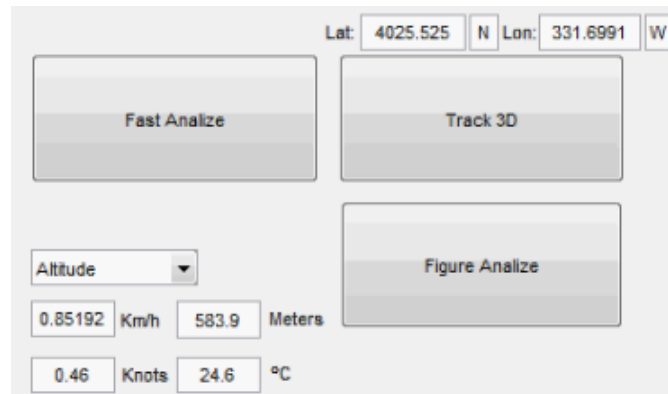 Lat: 4025.525 N Lon: 331.6991 W
Fast Analize Track 3D
Figure Analize
Altitude
0.85192 Km/h 583.9 Meters
0.46 Knots 24.6 ºC